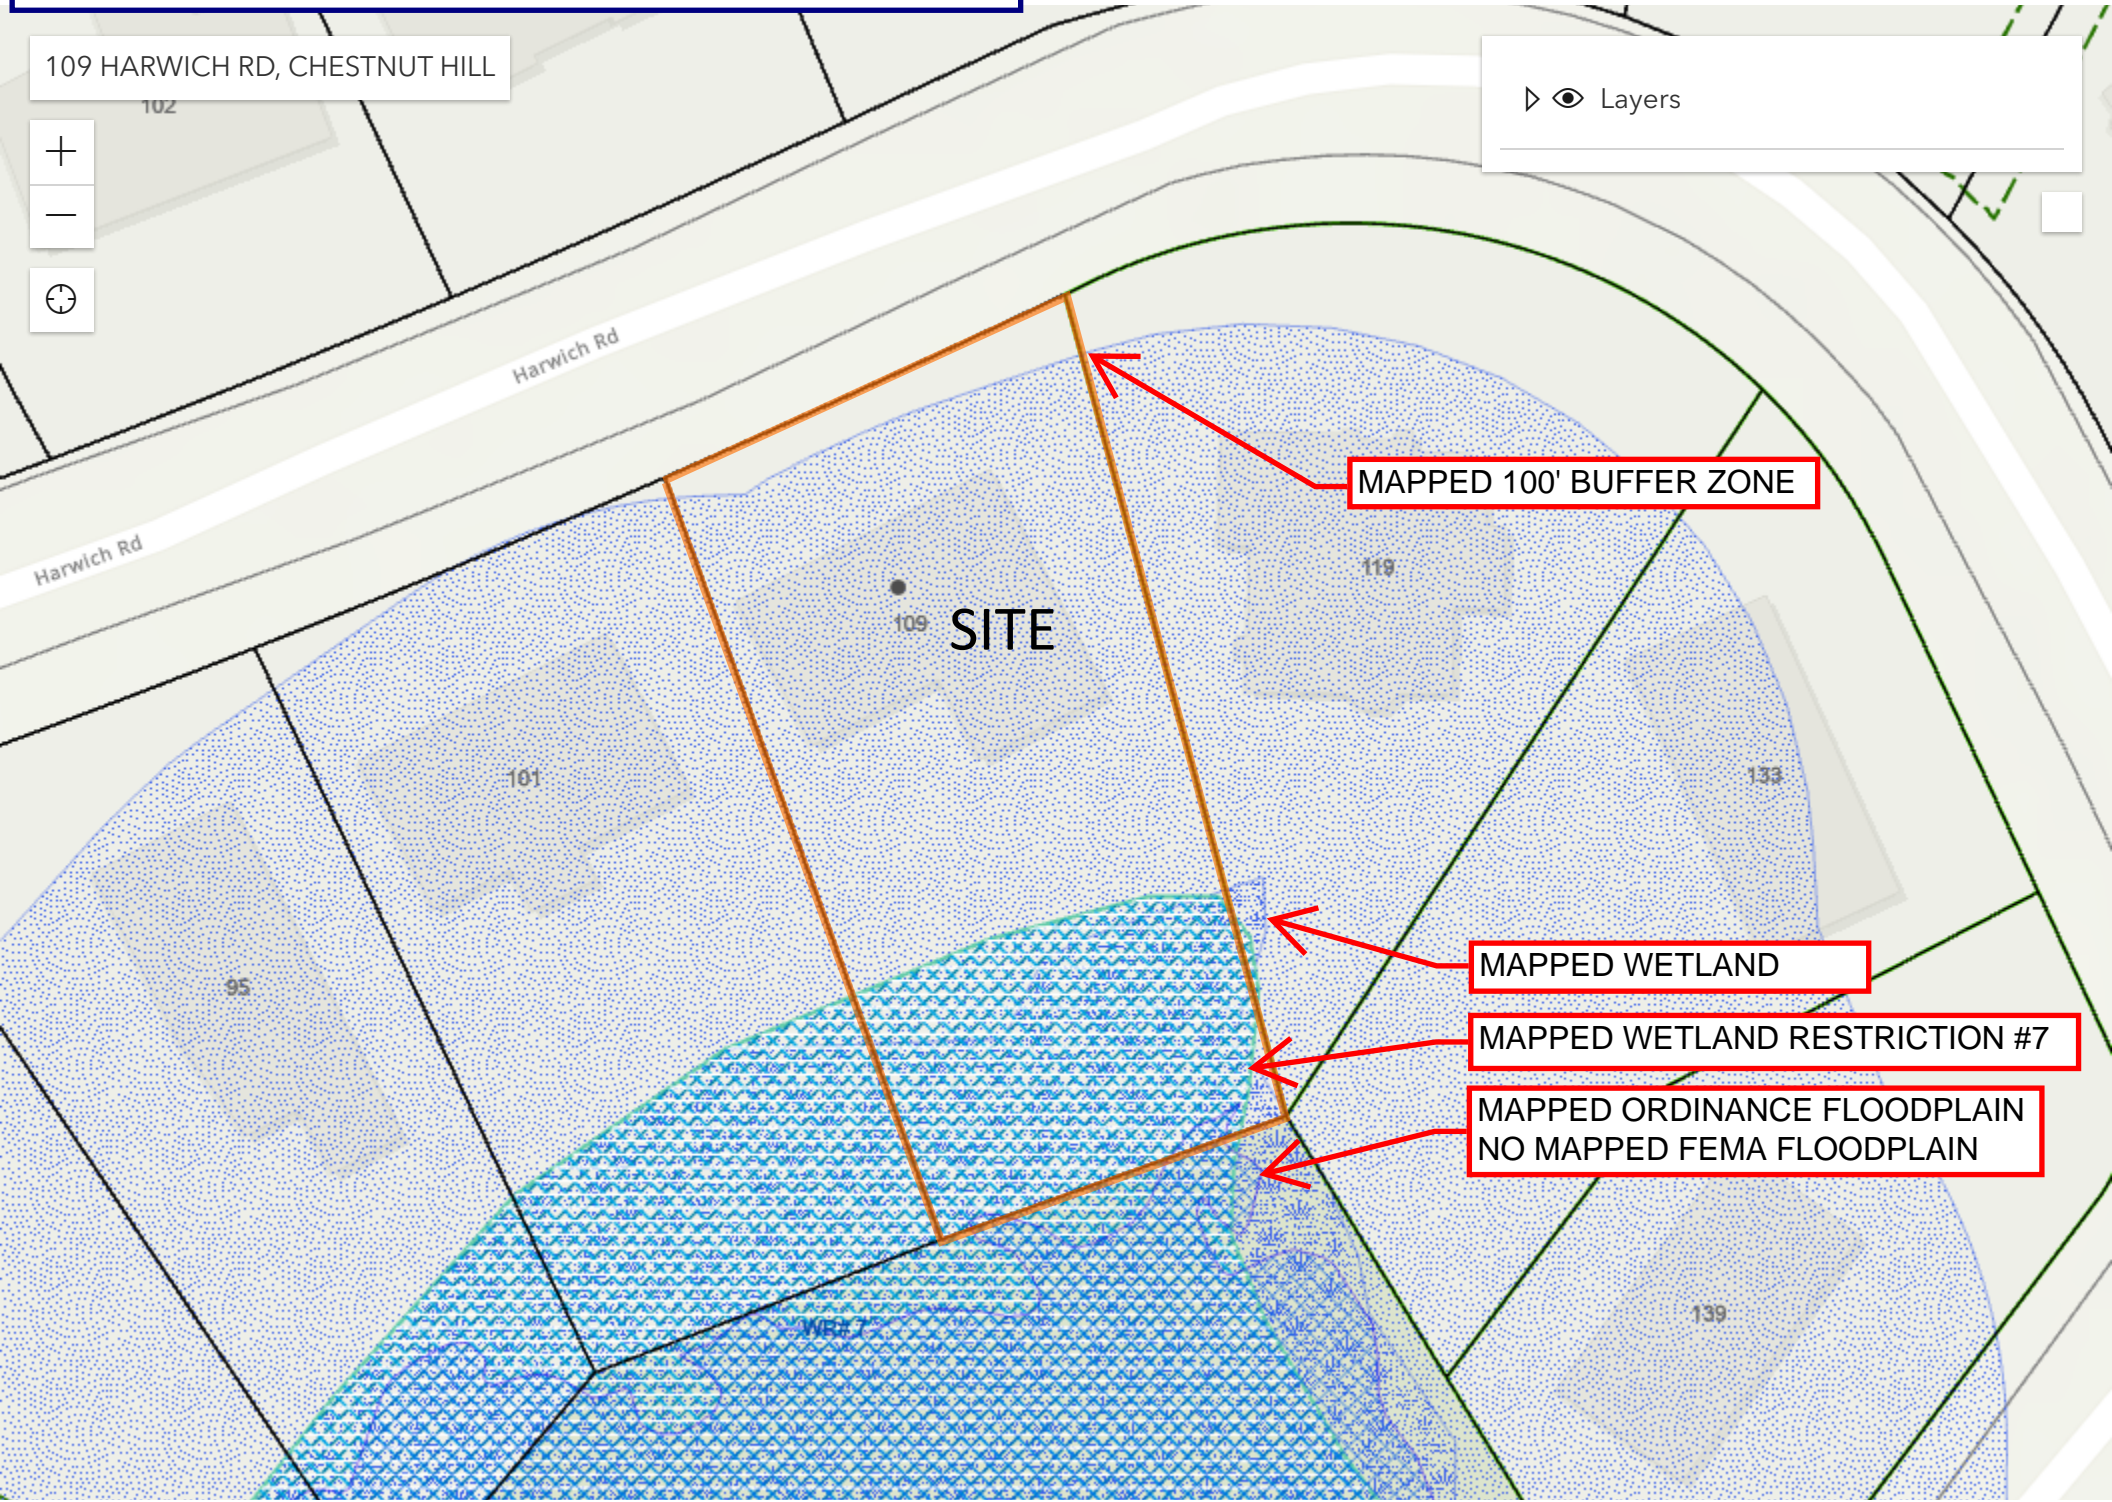 109 HARWICH RD, CHESTNUT HILL
102
Layers
Harwich Rd
MAPPED 100' BUFFER ZONE
Harwich Rd
119
109
SITE
101
133
MAPPED WETLAND
95
MAPPED WETLAND RESTRICTION #7
MAPPED ORDINANCE FLOODPLAIN
NO MAPPED FEMA FLOODPLAIN
139
WR# 7